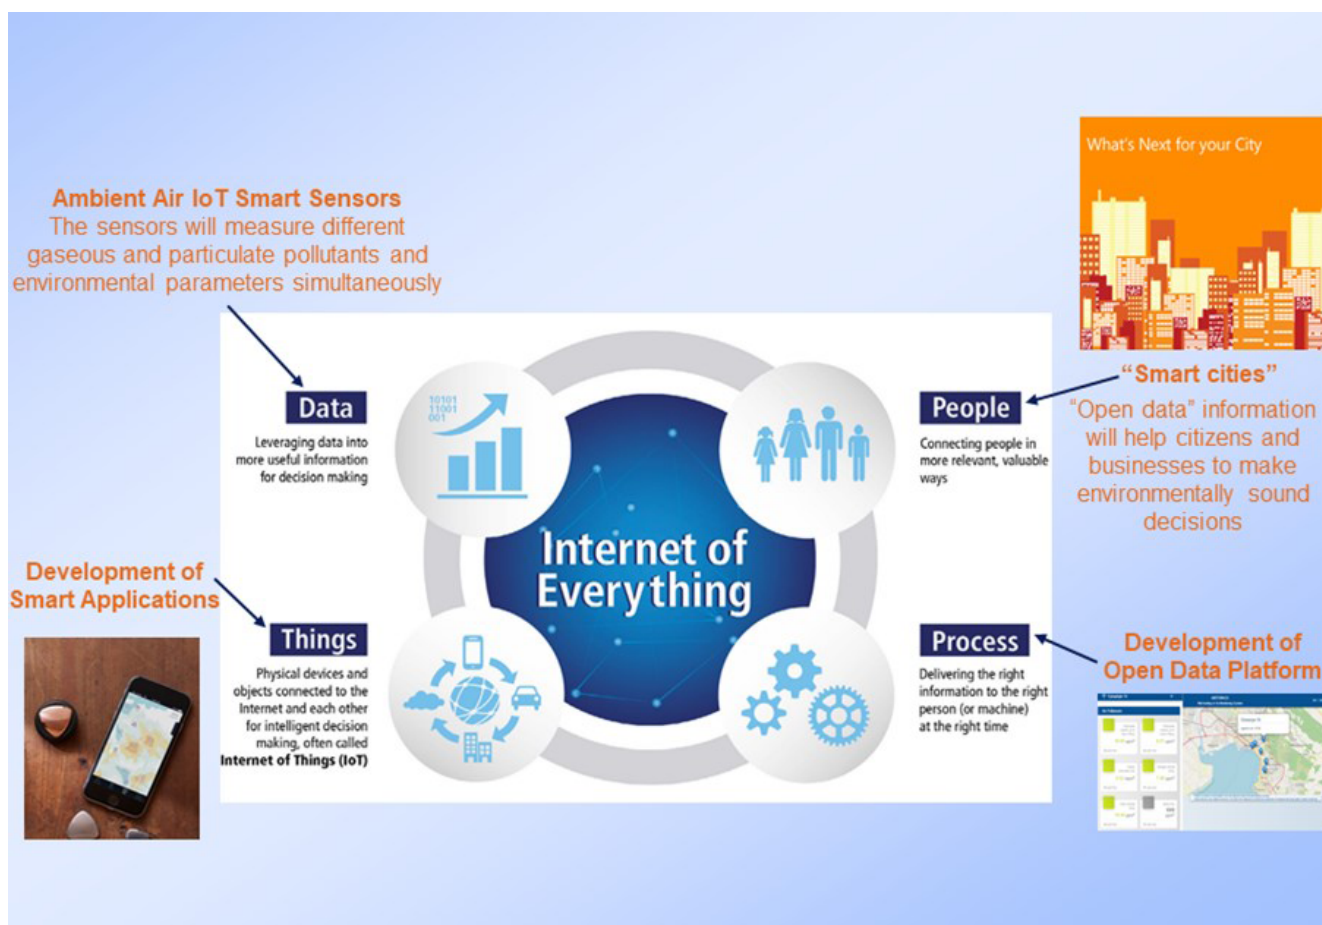 What's Next for your City
Ambient Air IoT Smart Sensors
The sensors will measure different
gaseous and particulate pollutants and
environmental parameters simultaneously
Data
Leveraging data into
more useful information
for decision making
10101
11001
001
People
Connecting people in
more relevant, valuable
ways
“Smart cities”
“Open data” information
will help citizens and
businesses to make
environmentally sound
decisions
Internet of
Everything
Development of
Smart Applications
Things
Physical devices and
objects connected to the
Internet and each other
for intelligent decision
making, often called
Internet of Things (IoT)
Process
Delivering the right
information to the right
person (or machine)
at the right time
Development of
Open Data Platform